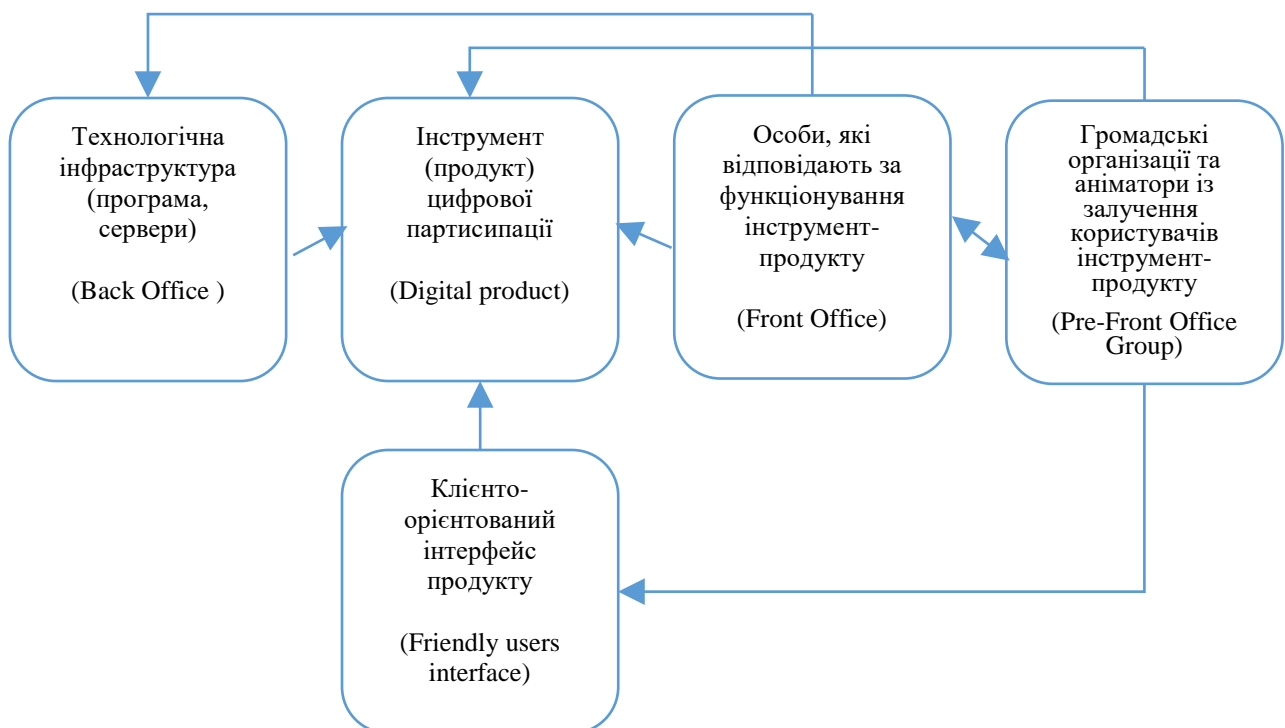 Технологічна
інфраструктура
(програма,
сервери)
(Back Office )
Інструмент
(продукт)
цифрової
партисипації
(Digital product)
Особи, які
відповідають за
функціонування
інструмент-
продукту
(Front Office)
Громадські
організації та
аніматори із
залучення
користувачів
інструмент-
продукту
(Pre-Front Office
Group)
Клієнто-
орієнтований
інтерфейс
продукту
(Friendly users
interface)